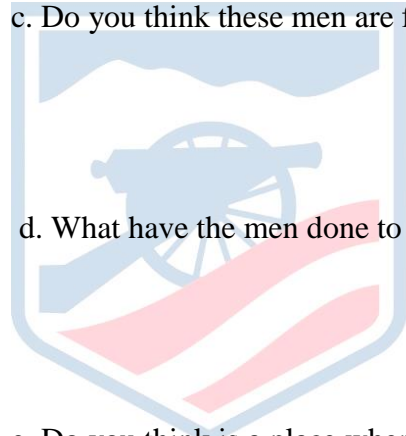 c. Do you think these men are f
d. What have the men done to
e. Do you think is a place wher